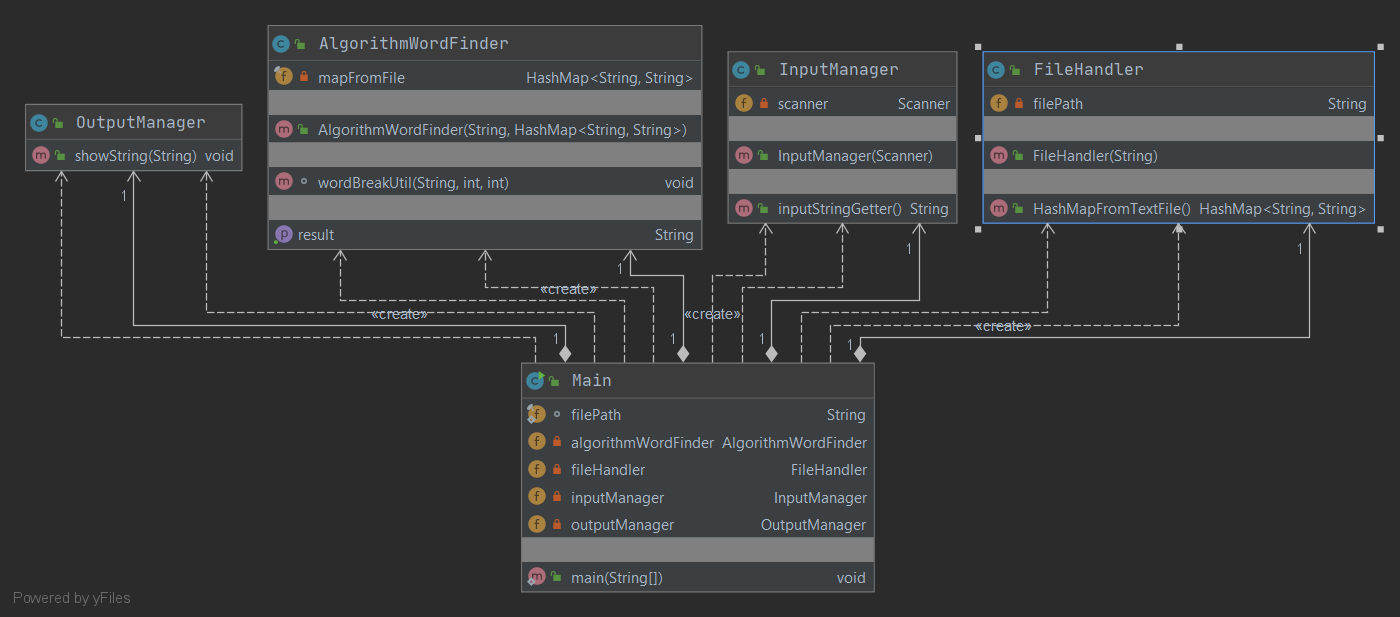 OutputManager
showString(String) void
AlgorithmWordFinder
mapFromFile HashMap<String, String>
AlgorithmWordFinder(String, HashMap<String, String>)
wordBreakUtil(String, int, int) void
result String
InputManager
scanner Scanner
InputManager(Scanner)
inputStringGetter() String
FileHandler
filePath String
FileHandler(String)
HashMapFromTextFile() HashMap<String, String>
1
1
1
1
«create»
«create»
«create»
«create»
1
1
1
1
Main
filePath String
algorithmWordFinder AlgorithmWordFinder
fileHandler FileHandler
inputManager InputManager
outputManager OutputManager
main(String[]) void
Powered by yFiles